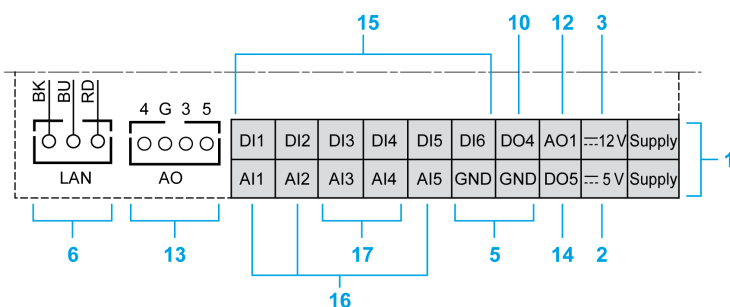 15 10 12 3
BK BU RD
4 G 3 5
DI1 DI2 DI3 DI4 DI5 DI6 DO4 AO1 ⎓12 V Supply
1
LAN AO AI1 AI2 AI3 AI4 AI5 GND GND DO5 ⎓ 5 V Supply
6 13 17 5 14 2
16